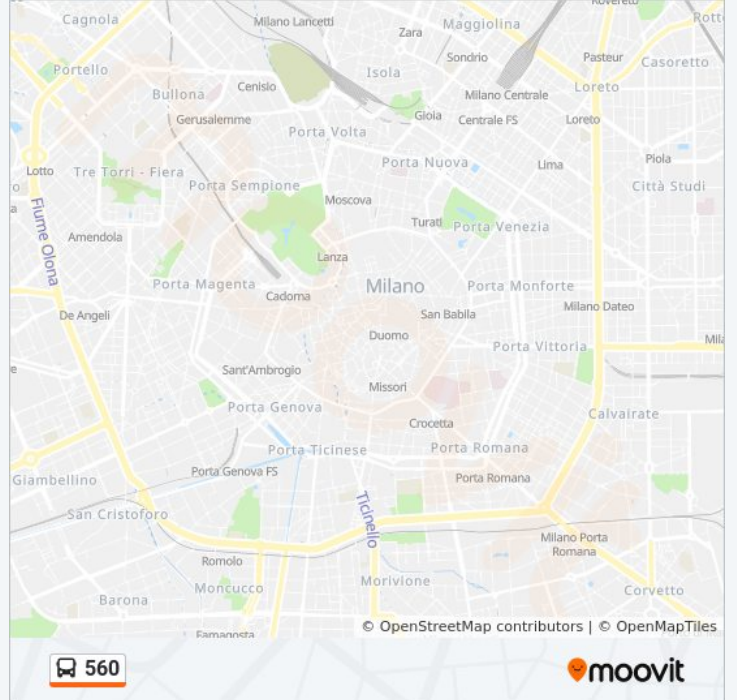 Rovereto
Cagnola
Milano Lancetti
Zara
Maggiolina
Sondrio
Pasteur
Casoretto
Portello
Isola
Bullona
Cenisio
Milano Centrale
Loreto
Gerusalemme
Gioia
Centrale FS
Loreto
Porta Volta
Lotto
Tre Torri - Fiera
Porta Nuova
Lima
Piola
Porta Sempione
Città Studi
Moscova
Fiume Olona
Turati
Porta Venezia
Amendola
Lanza
Porta Magenta
Cadorna
Milano
Porta Monforte
De Angeli
San Babila
Milano Dateo
Duomo
Porta Vittoria
Sant'Ambrogio
Missori
Porta Genova
Crocetta
Calvairate
Porta Ticinese
Porta Romana
Giambellino
Porta Genova FS
Porta Romana
San Cristoforo
Ticinello
Milano Porta
Romana
Romolo
Moncucco
Morivione
Corvetto
Barona
Famagosta
© OpenStreetMap contributors | © OpenMapTiles
560
moovit